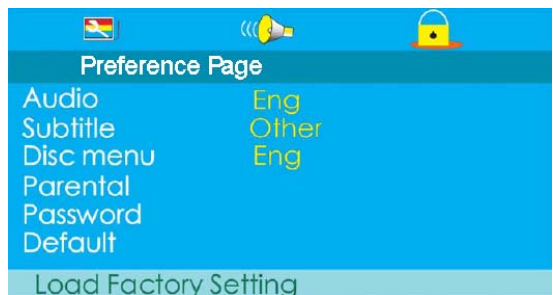 Preference Page
Audio Eng
Subtitle Other
Disc menu Eng
Parental
Password
Default
Load Factory Setting